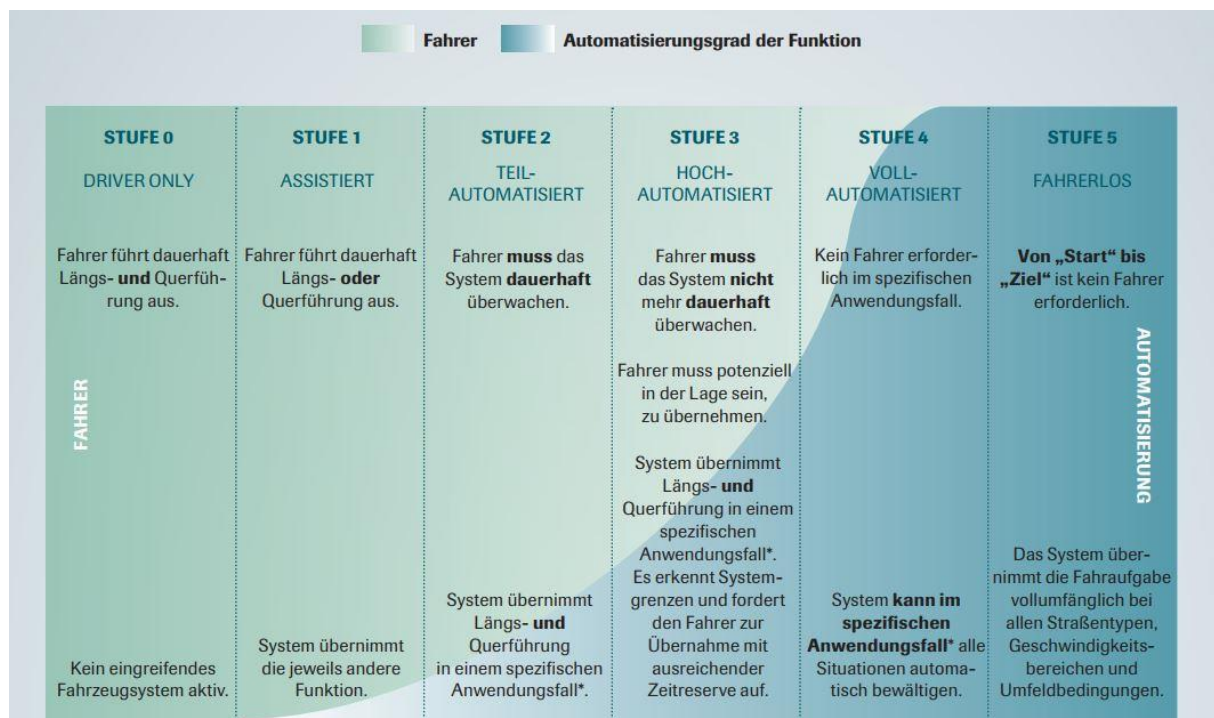 Fahrer
Automatisierungsgrad der Funktion
STUFE 0
DRIVER ONLY
Fahrer führt dauerhaft
Längs- und Querfüh-
rung aus.
Kein eingreifendes
Fahrzeugsystem aktiv.
FAHRER
STUFE 1
ASSISTIERT
Fahrer führt dauerhaft
Längs- oder
Querführung aus.
System übernimmt
die jeweils andere
Funktion.
STUFE 2
TEIL-
AUTOMATISIERT
Fahrer muss das
System dauerhaft
überwachen.
System übernimmt
Längs- und
Querführung
in einem spezifischen
Anwendungsfall*.
STUFE 3
HOCH-
AUTOMATISIERT
Fahrer muss
das System nicht
mehr dauerhaft
überwachen.
Fahrer muss potenziell
in der Lage sein,
zu übernehmen.
System übernimmt
Längs- und
Querführung in einem
spezifischen
Anwendungsfall*.
Es erkennt System-
grenzen und fordert
den Fahrer zur
Übernahme mit
ausreichender
Zeitreserve auf.
STUFE 4
VOLL-
AUTOMATISIERT
Kein Fahrer erforder-
lich im spezifischen
Anwendungsfall.
System kann im
spezifischen
Anwendungsfall* alle
Situationen automa-
tisch bewältigen.
STUFE 5
FAHRERLOS
Von „Start“ bis
„Ziel“ ist kein Fahrer
erforderlich.
Das System über-
nimmt die Fahraufgabe
vollumfänglich bei
allen Straßentypen,
Geschwindigkeits-
bereichen und
Umfeldbedingungen.
AUTOMATISIERUNG